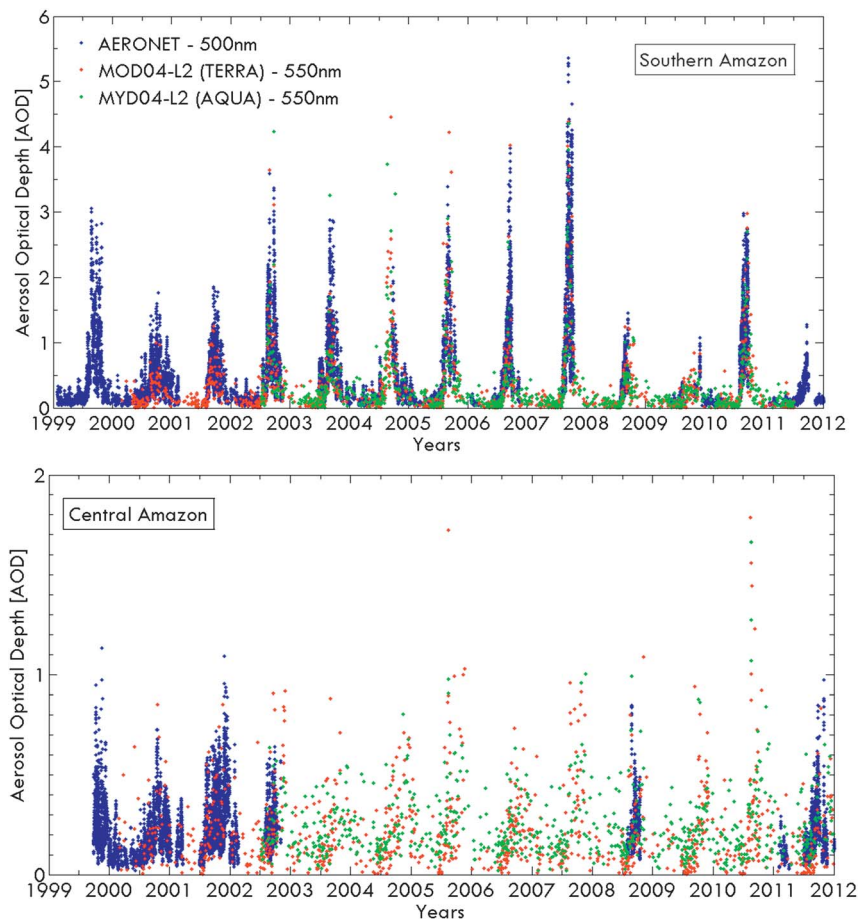 6
AERONET - 500nm
MOD04-L2 (TERRA) - 550nm
MYD04-L2 (AQUA) - 550nm
Southern Amazon
5
4
3
2
1
0
Aerosol Optical Depth [AOD]
1999 2000 2001 2002 2003 2004 2005 2006 2007 2008 2009 2010 2011 2012
Years
2
Central Amazon
1
0
Aerosol Optical Depth [AOD]
1999 2000 2001 2002 2003 2004 2005 2006 2007 2008 2009 2010 2011 2012
Years